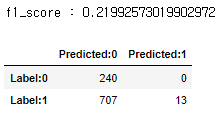 f1_score : 0.21992573019902972
Predicted:0 Predicted:1
Label:0 240 0
Label:1 707 13